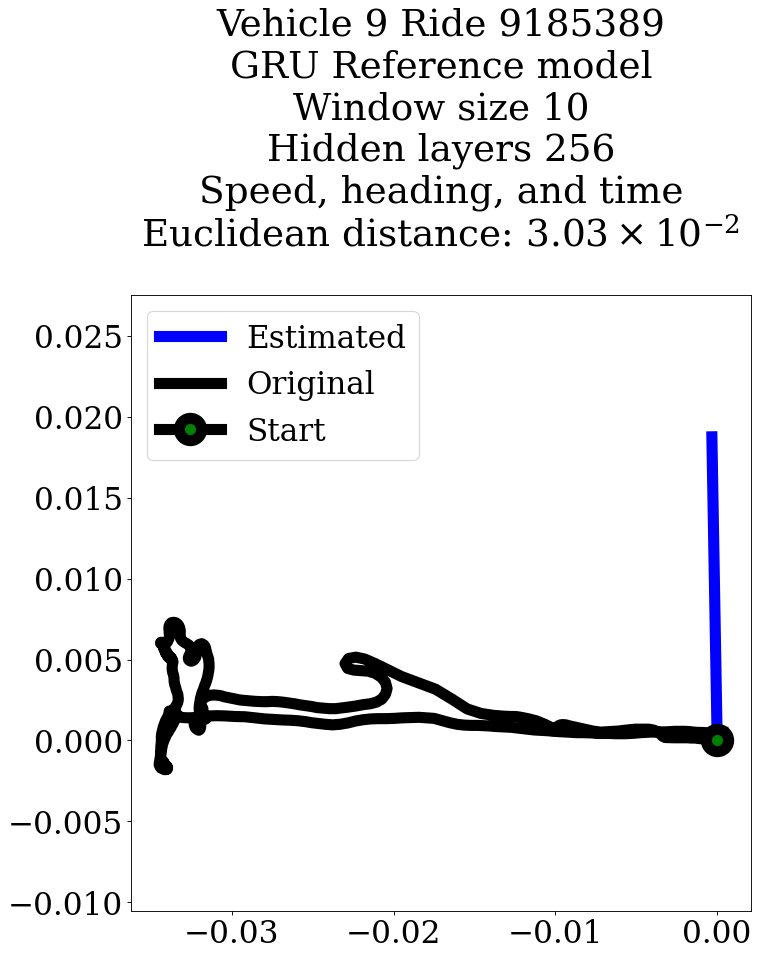 Vehicle 9 Ride 9185389
GRU Reference model
Window size 10
Hidden layers 256
Speed, heading, and time
Euclidean distance: 3.03 × 10⁻²
Estimated
Original
Start
0.025
0.020
0.015
0.010
0.005
0.000
−0.005
−0.010
−0.03 −0.02 −0.01 0.00